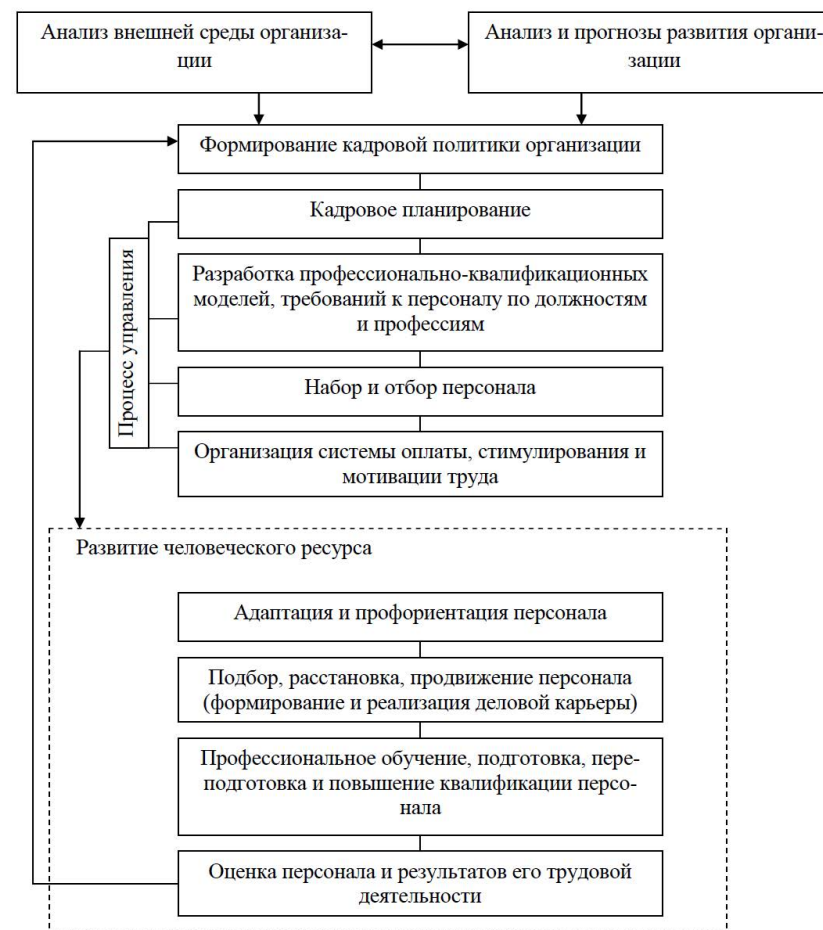 Анализ внешней среды организа-
ции
Анализ и прогнозы развития органи-
зации
Формирование кадровой политики организации
Кадровое планирование
Процесс управления
Разработка профессионально-квалификационных
моделей, требований к персоналу по должностям
и профессиям
Набор и отбор персонала
Организация системы оплаты, стимулирования и
мотивации труда
Развитие человеческого ресурса
Адаптация и профориентация персонала
Подбор, расстановка, продвижение персонала
(формирование и реализация деловой карьеры)
Профессиональное обучение, подготовка, пере-
подготовка и повышение квалификации персо-
нала
Оценка персонала и результатов его трудовой
деятельности